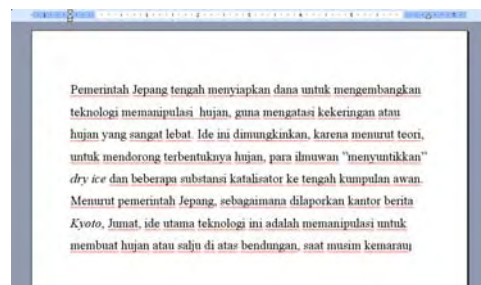 Pemerintah Jepang tengah menyiapkan dana untuk mengembangkan
teknologi memanipulasi hujan, guna mengatasi kekeringan atau
hujan yang sangat lebat. Ide ini dimungkinkan, karena menurut teori,
untuk mendorong terbentuknya hujan, para ilmuwan "menyuntikkan"
dry ice dan beberapa substansi katalisator ke tengah kumpulan awan.
Menurut pemerintah Jepang, sebagaimana dilaporkan kantor berita
Kyoto, Jumat, ide utama teknologi ini adalah memanipulasi untuk
membuat hujan atau salju di atas bendungan, saat musim kemarau